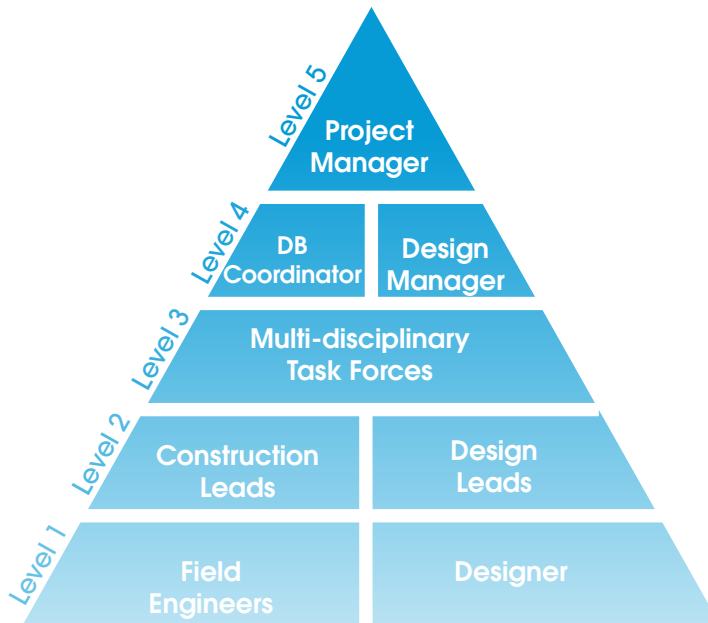 Level 5
Project
Manager
Level 4
DB
Coordinator
Design
Manager
Level 3
Multi-disciplinary
Task Forces
Level 2
Construction
Leads
Design
Leads
Level 1
Field
Engineers
Designer